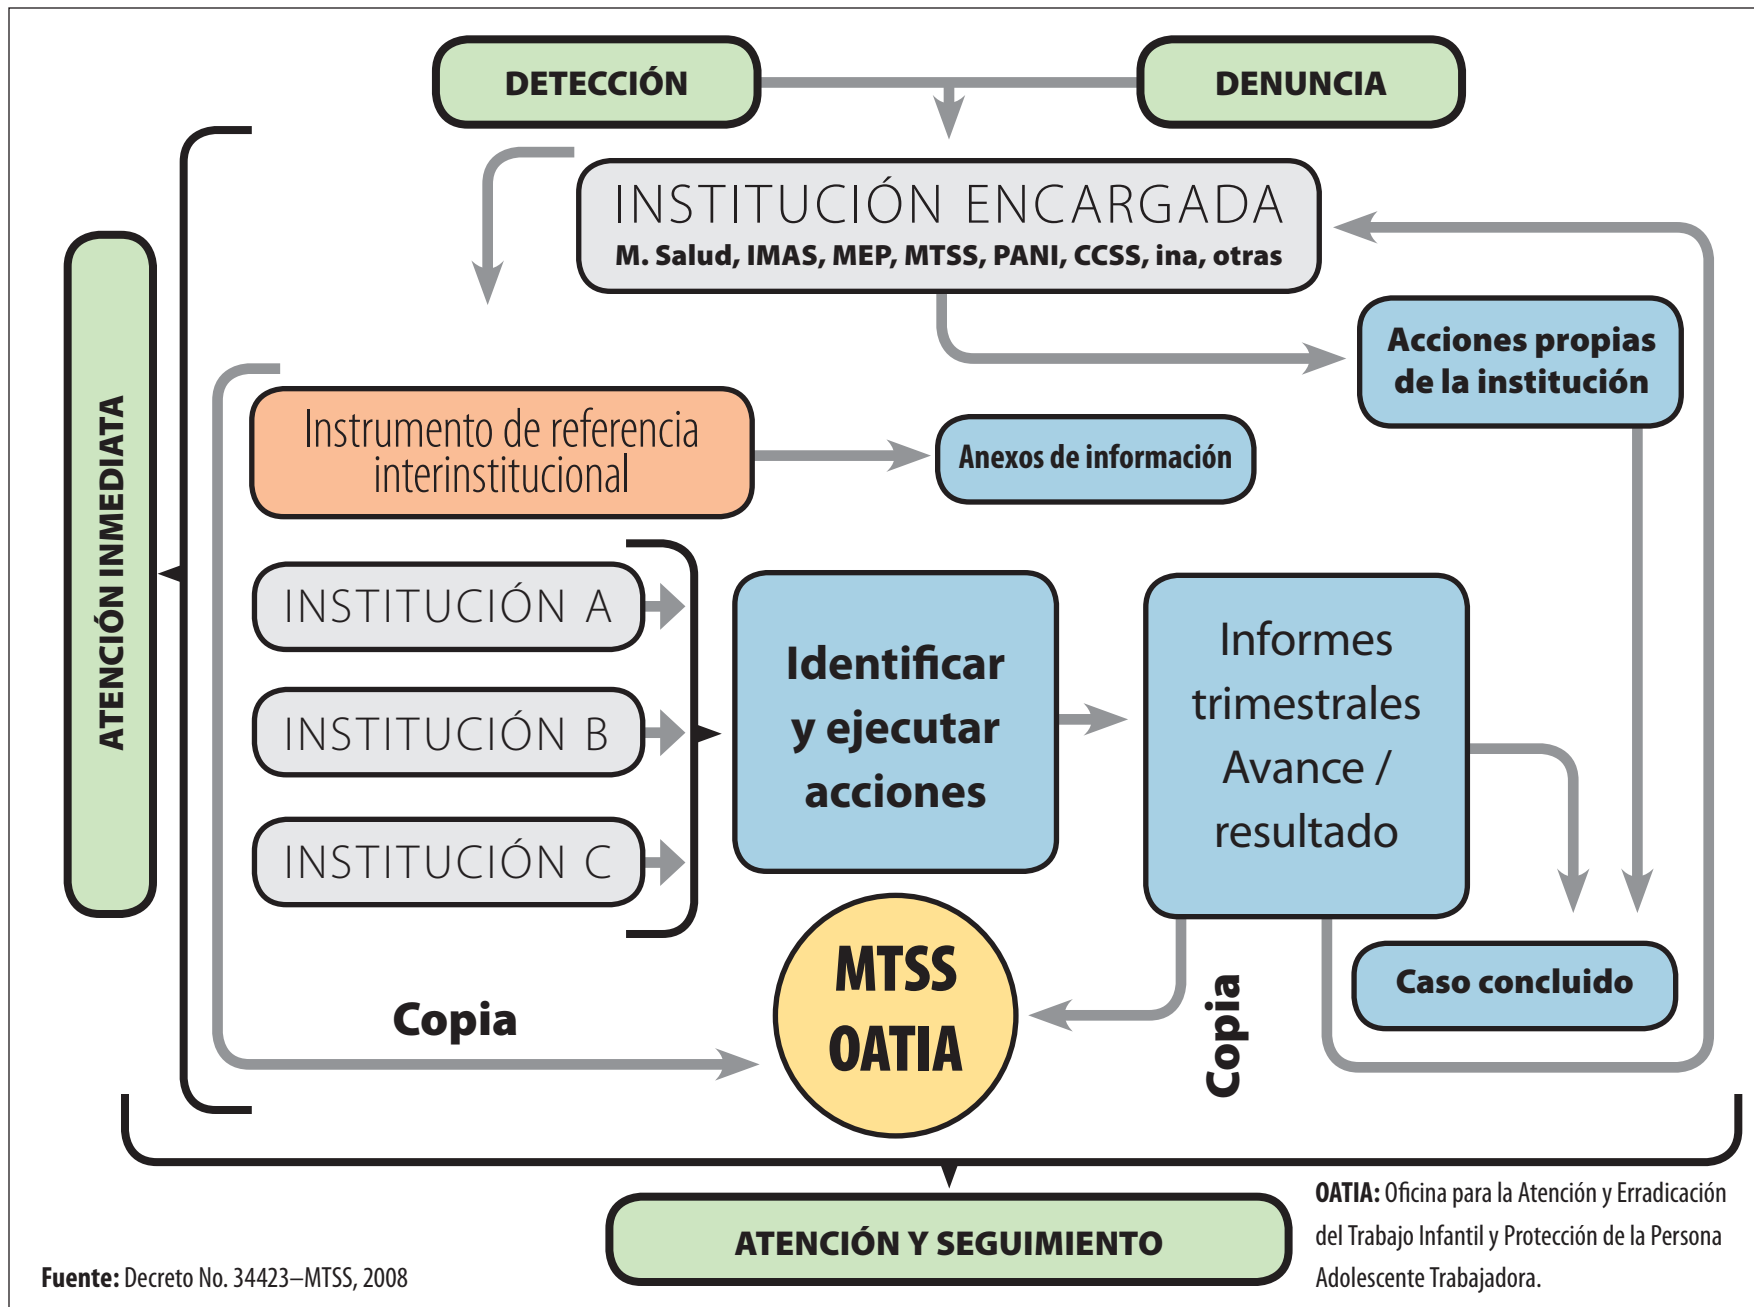 DETECCIÓN
DENUNCIA
INSTITUCIÓN ENCARGADA
M. Salud, IMAS, MEP, MTSS, PANI, CCSS, ina, otras
ATENCIÓN INMEDIATA
Acciones propias
de la institución
Instrumento de referencia
interinstitucional
Anexos de información
INSTITUCIÓN A
INSTITUCIÓN B
INSTITUCIÓN C
Identificar
y ejecutar
acciones
Informes
trimestrales
Avance /
resultado
MTSS
OATIA
Copia
Copia
Caso concluido
ATENCIÓN Y SEGUIMIENTO
OATIA: Oficina para la Atención y Erradicación
del Trabajo Infantil y Protección de la Persona
Adolescente Trabajadora.
Fuente: Decreto No. 34423–MTSS, 2008